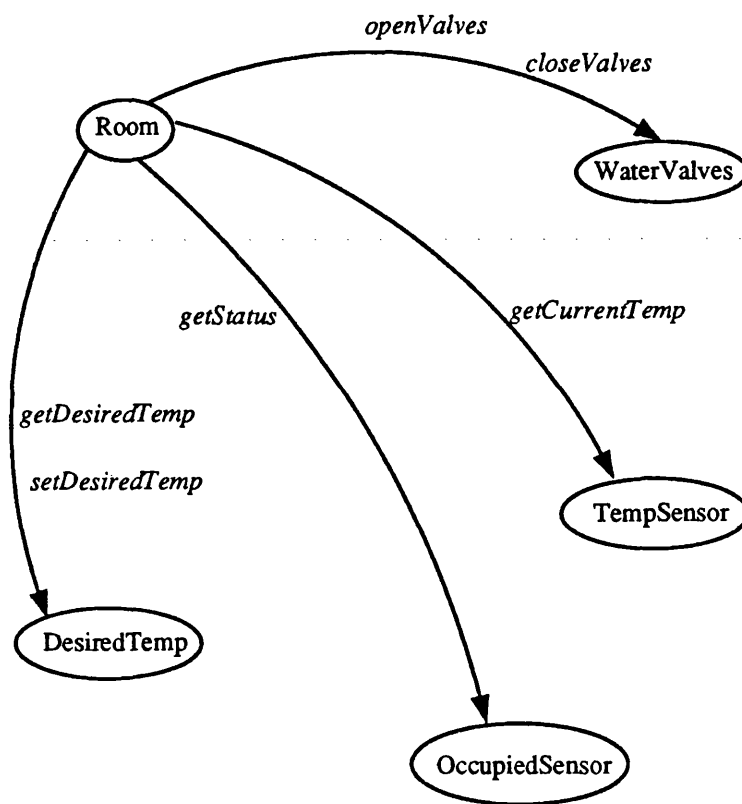 openValves
closeValves
Room
WaterValves
getStatus
getCurrentTemp
getDesiredTemp
setDesiredTemp
TempSensor
DesiredTemp
OccupiedSensor